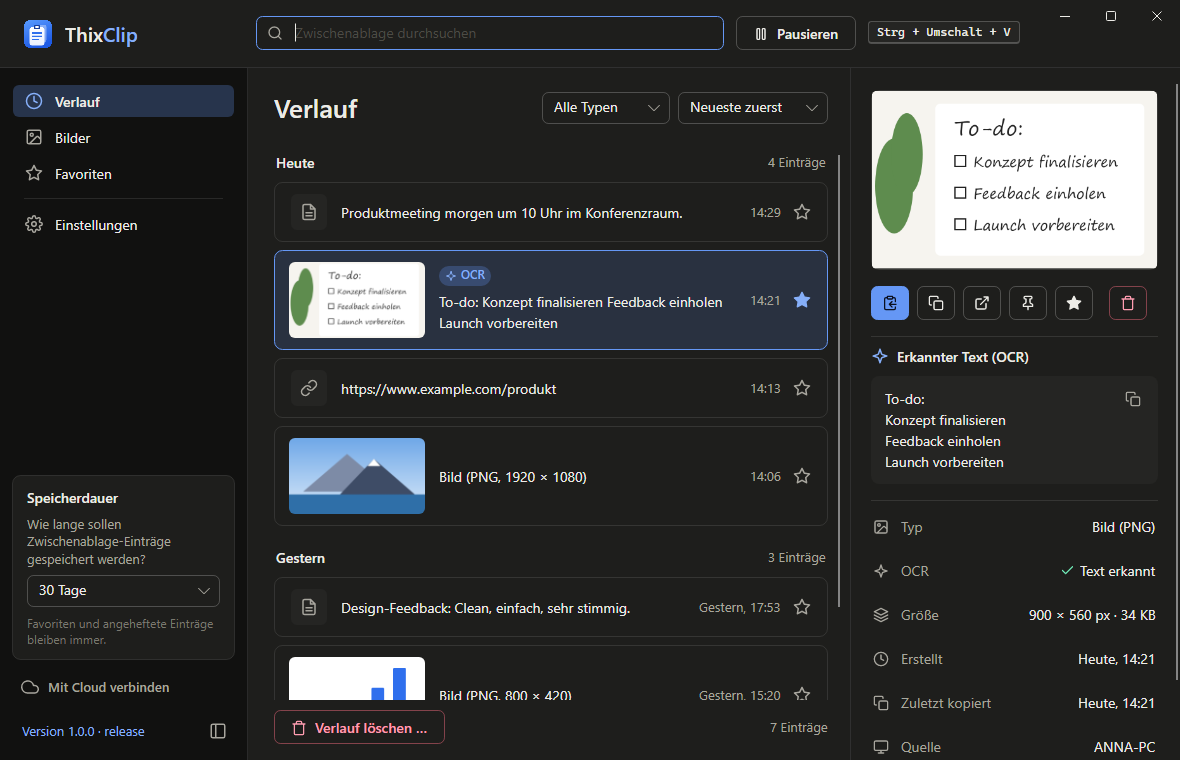 ThixClip
Zwischenablage durchsuchen
Pausieren
Strg + Umschalt + V
Verlauf
Bilder
Favoriten
Einstellungen
Speicherdauer
Wie lange sollen
Zwischenablage-Einträge
gespeichert werden?
30 Tage
Favoriten und angeheftete Einträge
bleiben immer.
Mit Cloud verbinden
Version 1.0.0 · release
Verlauf
Alle Typen
Neueste zuerst
Heute
4 Einträge
Produktmeeting morgen um 10 Uhr im Konferenzraum.
14:29
To-do:
Konzept finalisieren
Feedback einholen
Launch vorbereiten
OCR
To-do: Konzept finalisieren Feedback einholen
Launch vorbereiten
14:21
https://www.example.com/produkt
14:13
Bild (PNG, 1920 × 1080)
14:06
Gestern
3 Einträge
Design-Feedback: Clean, einfach, sehr stimmig.
Gestern, 17:53
Bild (PNG, 800 × 420)
Gestern, 15:20
Verlauf löschen ...
7 Einträge
To-do:
Konzept finalisieren
Feedback einholen
Launch vorbereiten
Erkannter Text (OCR)
To-do:
Konzept finalisieren
Feedback einholen
Launch vorbereiten
Typ
Bild (PNG)
OCR
Text erkannt
Größe
900 × 560 px · 34 KB
Erstellt
Heute, 14:21
Zuletzt kopiert
Heute, 14:21
Quelle
ANNA-PC